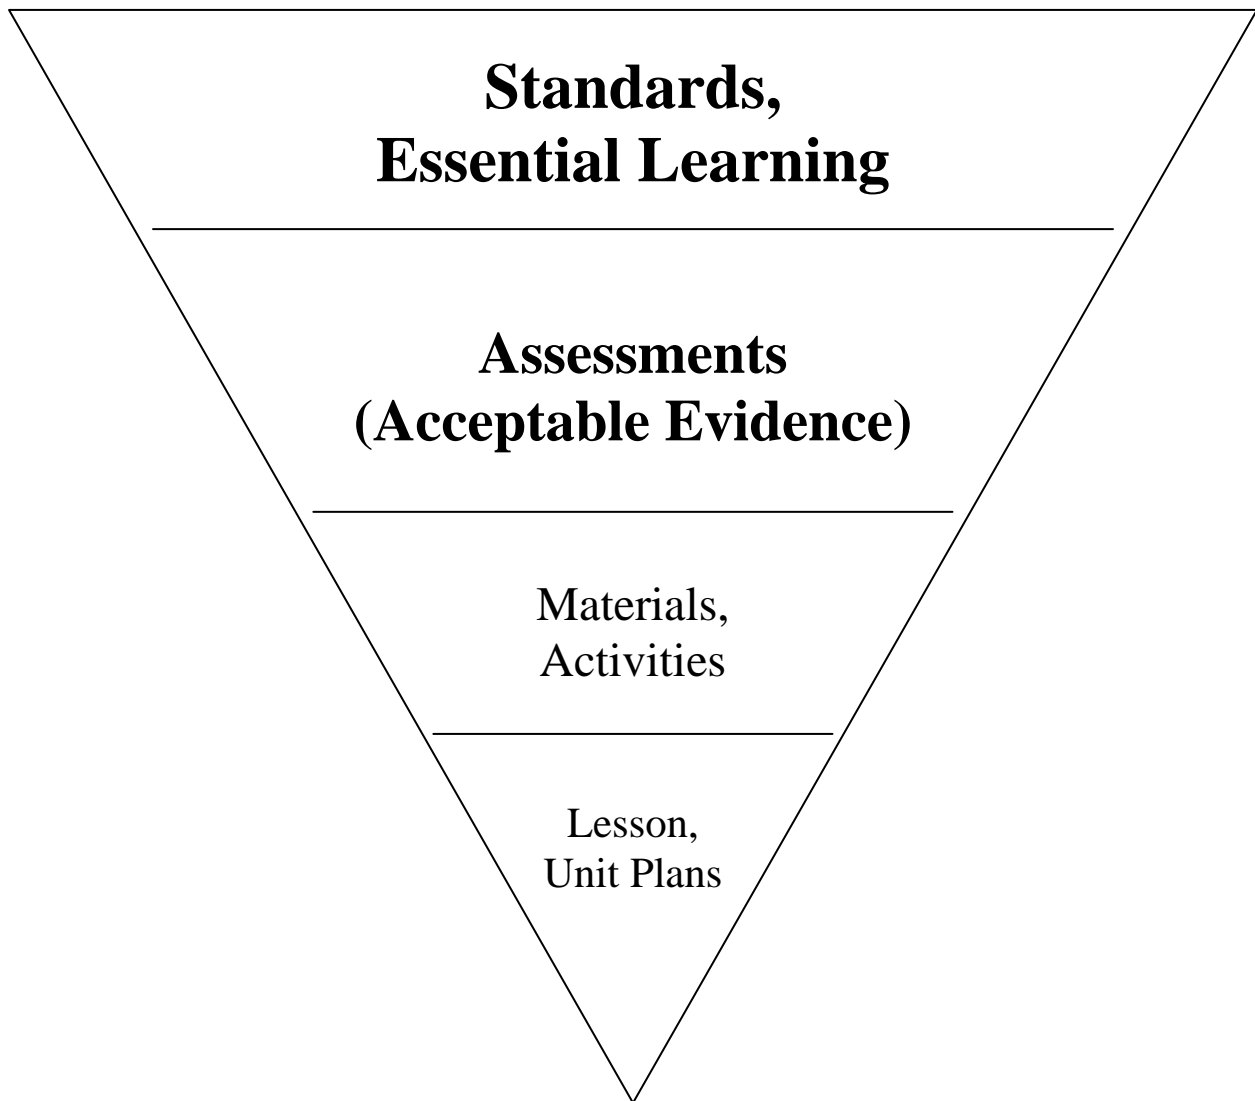 Standards,
Essential Learning
Assessments
(Acceptable Evidence)
Materials,
Activities
Lesson,
Unit Plans